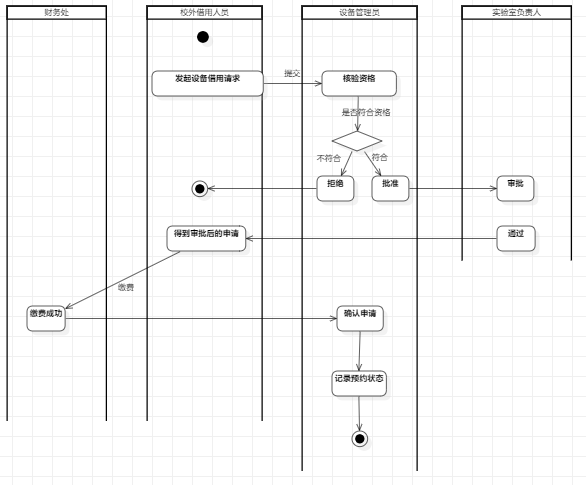 财务处
校外借用人员
设备管理员
实验室负责人
发起设备借用请求
提交
核验资格
是否符合资格
不符合
符合
拒绝
批准
审批
得到审批后的申请
通过
缴费
缴费成功
确认申请
记录预约状态